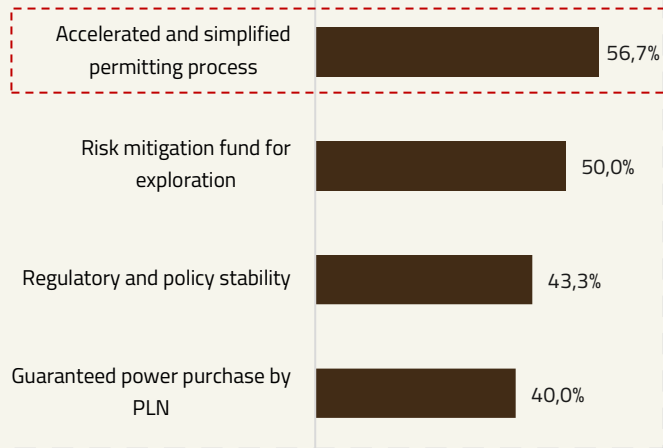 Accelerated and simplified
permitting process
56,7%
Risk mitigation fund for
exploration
50,0%
Regulatory and policy stability
43,3%
Guaranteed power purchase by
PLN
40,0%